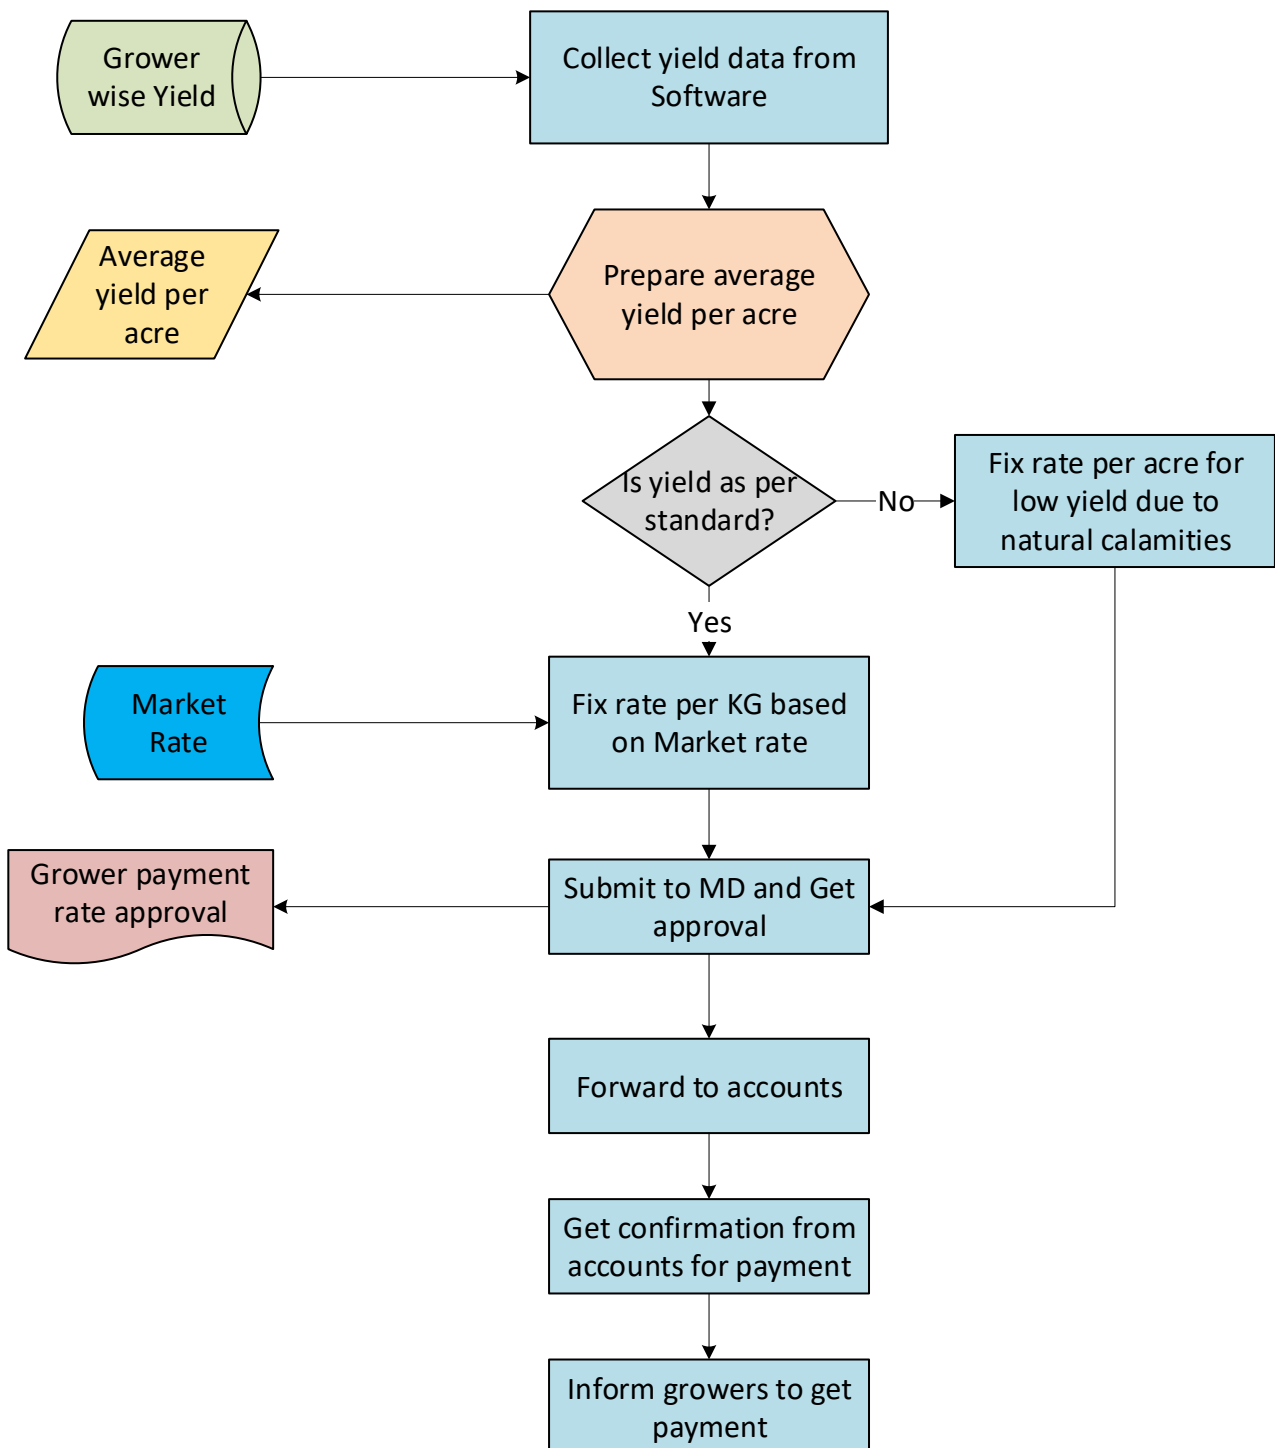 Grower
wise Yield
Collect yield data from
Software
Average
yield per
acre
Prepare average
yield per acre
Is yield as per
standard?
No
Fix rate per acre for
low yield due to
natural calamities
Yes
Market
Rate
Fix rate per KG based
on Market rate
Grower payment
rate approval
Submit to MD and Get
approval
Forward to accounts
Get confirmation from
accounts for payment
Inform growers to get
payment